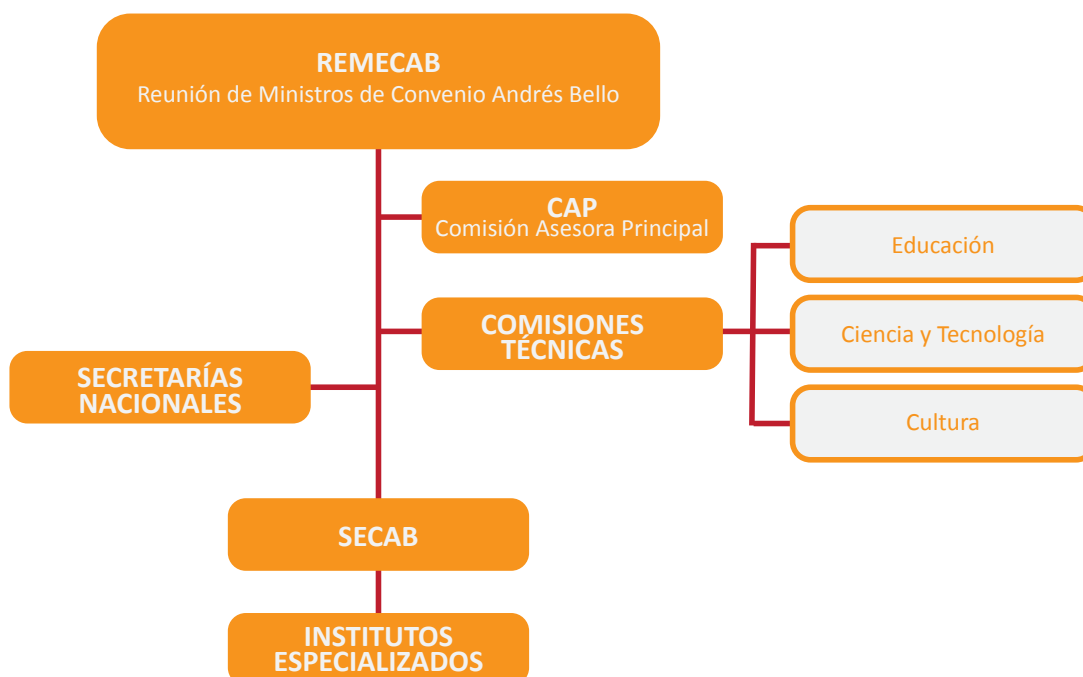 REMECAB
Reunión de Ministros de Convenio Andrés Bello
CAP
Comisión Asesora Principal
Educación
COMISIONES
TÉCNICAS
Ciencia y Tecnología
SECRETARÍAS
NACIONALES
Cultura
SECAB
INSTITUTOS
ESPECIALIZADOS